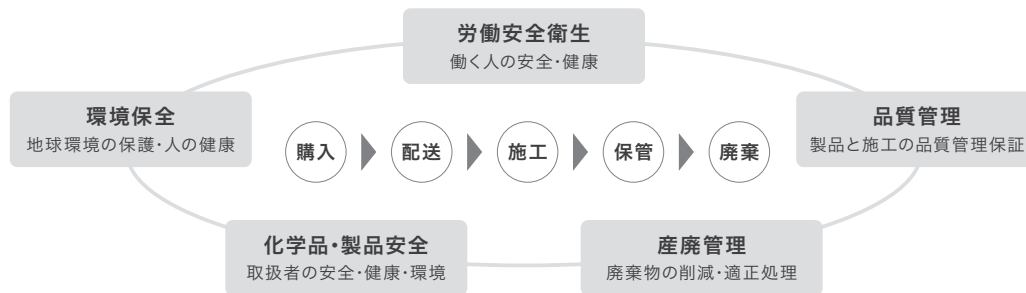 労働安全衛生
働く人の安全・健康
環境保全
地球環境の保護・人の健康
品質管理
製品と施工の品質管理保証
購入
配送
施工
保管
廃棄
化学品・製品安全
取扱者の安全・健康・環境
産廃管理
廃棄物の削減・適正処理